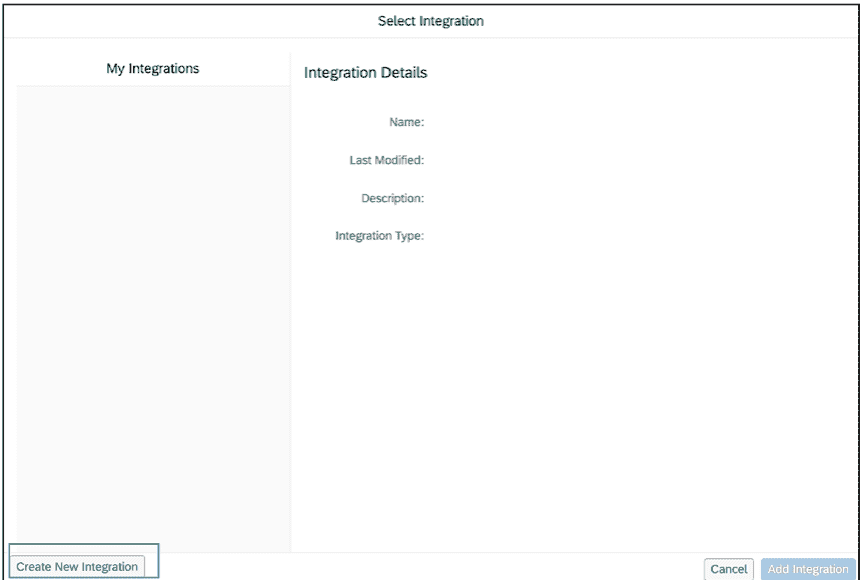 Select Integration
My Integrations
Integration Details
Name:
Last Modified:
Description:
Integration Type:
Create New Integration
Cancel
Add Integration